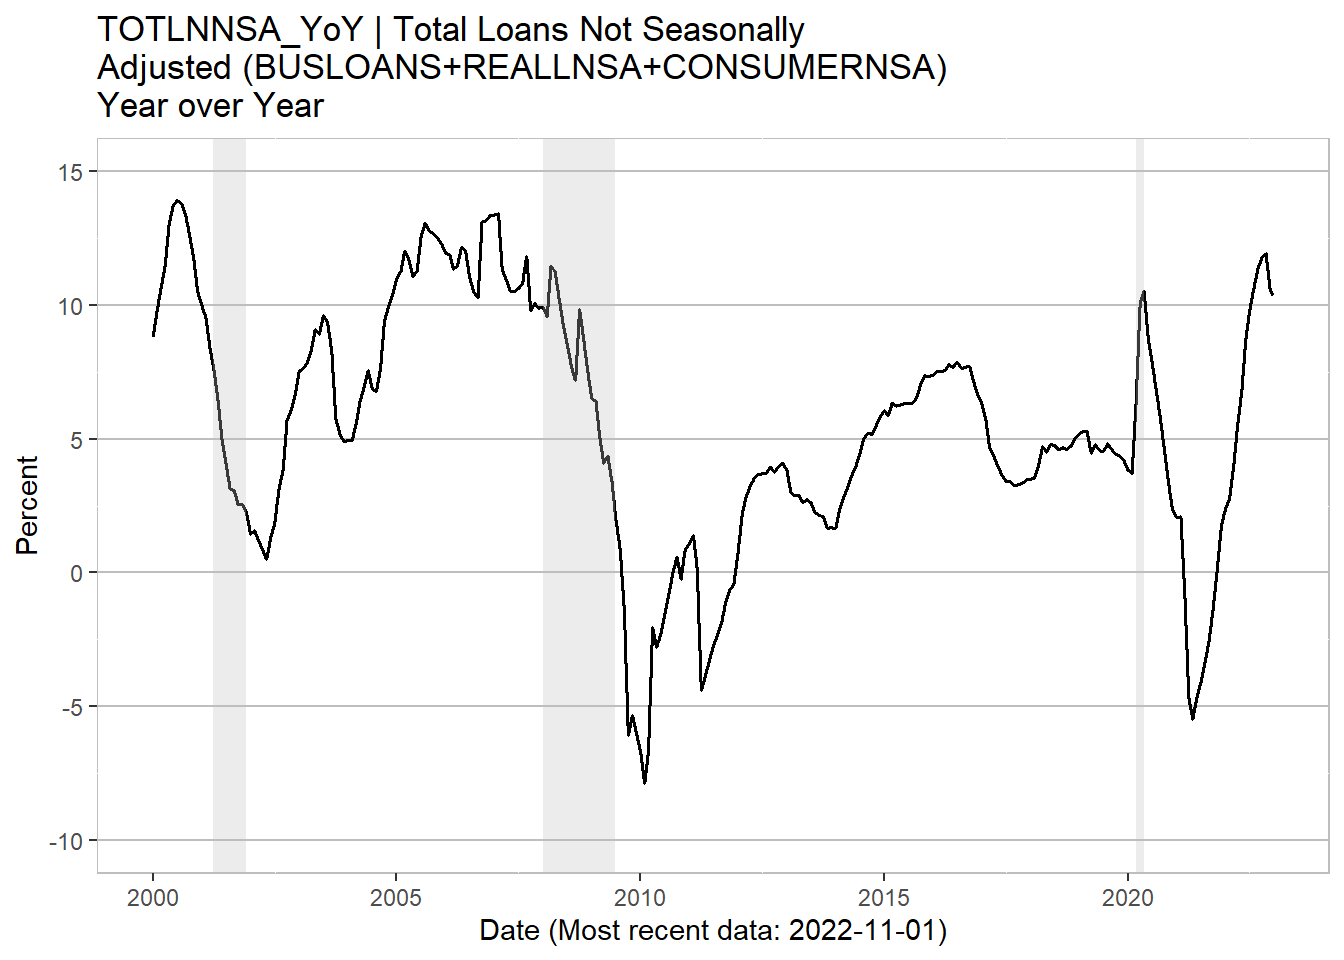 TOTLNNSA_YoY | Total Loans Not Seasonally
Adjusted (BUSLOANS+REALLNSA+CONSUMERNSA)
Year over Year
15
10
5
0
-5
-10
Percent
2000
2005
2010
2015
2020
Date (Most recent data: 2022-11-01)